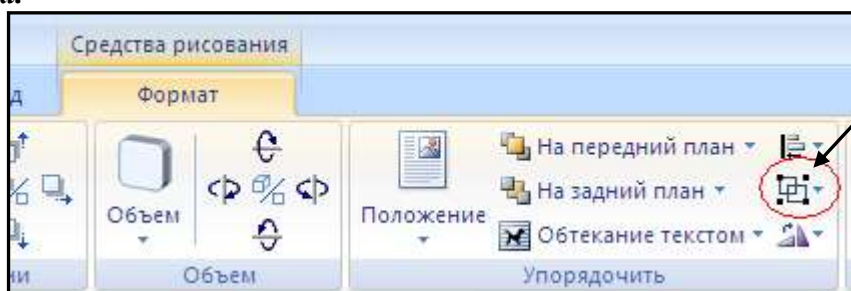 Средства рисования
Формат
На передний план
На задний план
Объем
Положение
Обтекание текстом
Объем
Упорядочить